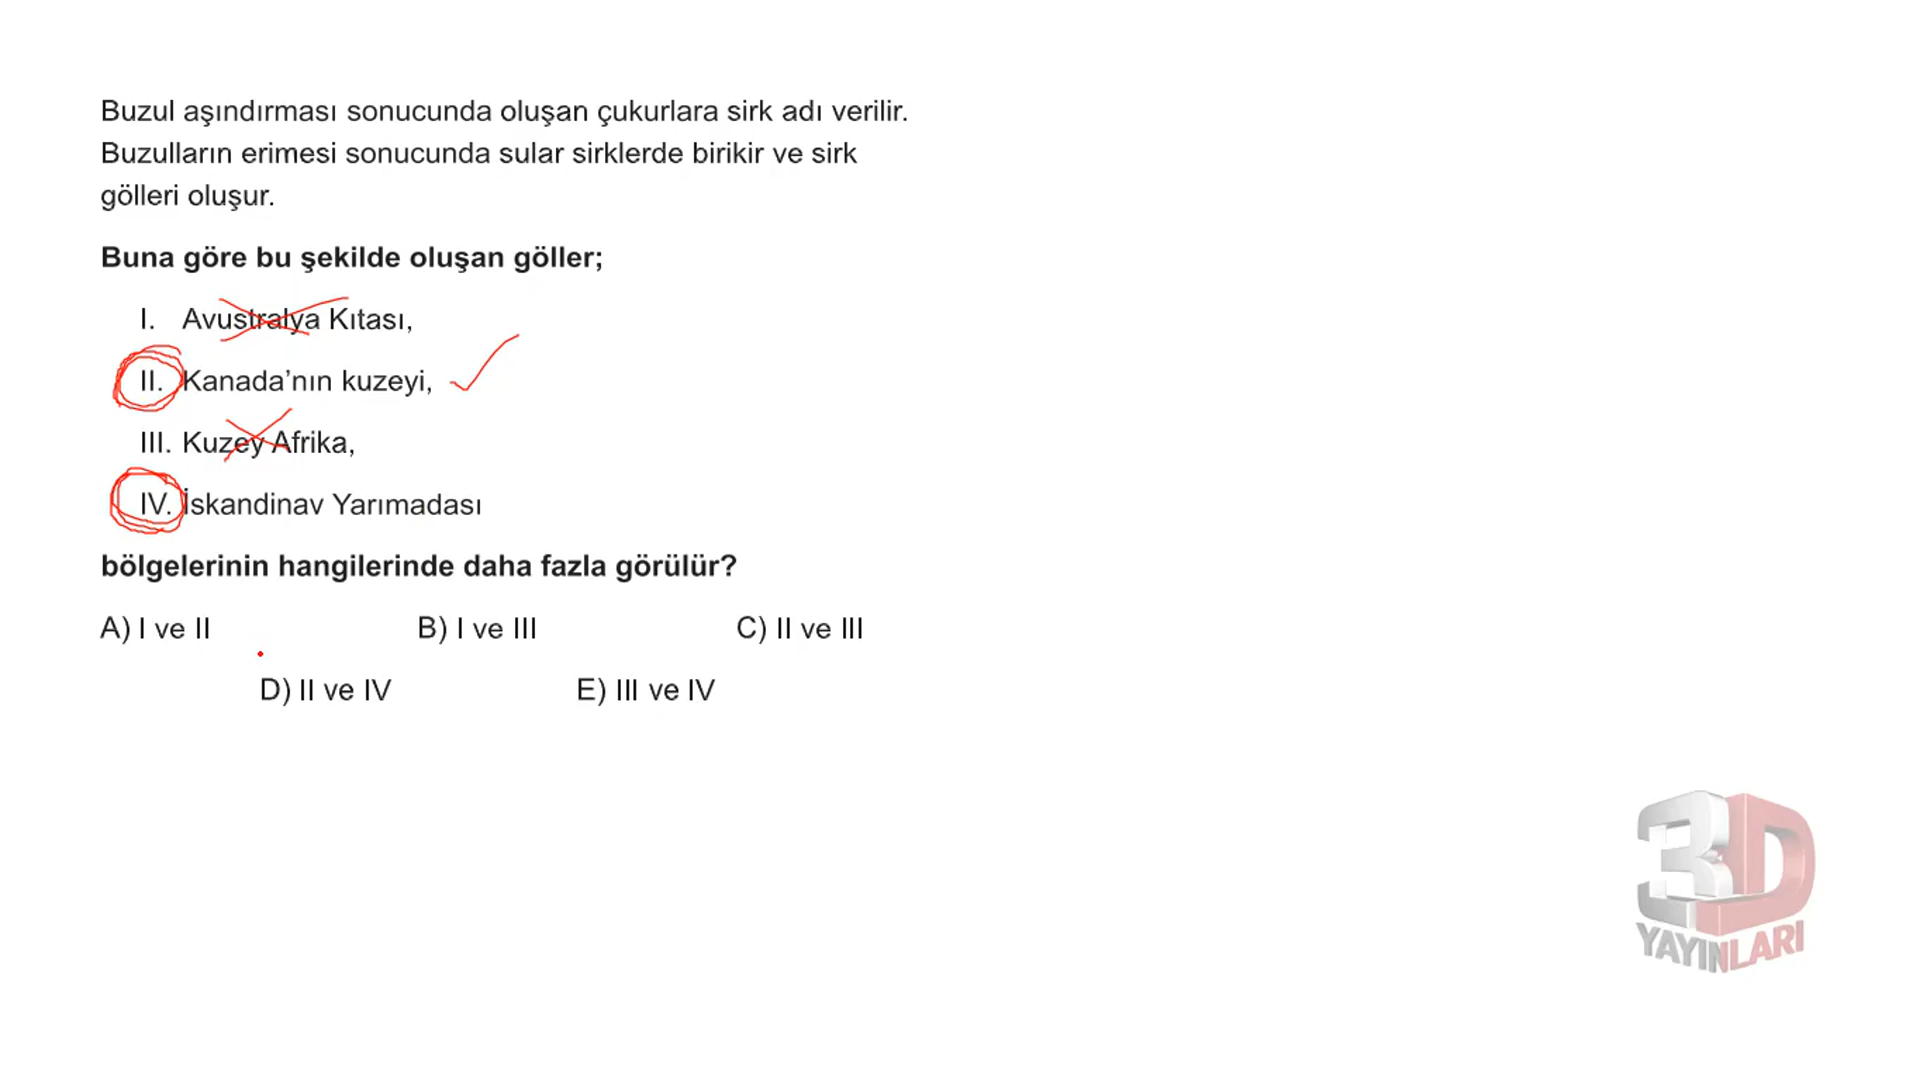 Buzul aşındırması sonucunda oluşan çukurlara sirk adı verilir.
Buzulların erimesi sonucunda sular sirklerde birikir ve sirk
gölleri oluşur.
Buna göre bu şekilde oluşan göller;
I. Avustralya Kıtası,
II. Kanada’nın kuzeyi,
III. Kuzey Afrika,
IV. İskandinav Yarımadası
bölgelerinin hangilerinde daha fazla görülür?
A) I ve II B) I ve III C) II ve III
D) II ve IV E) III ve IV
3D
YAYINLARI